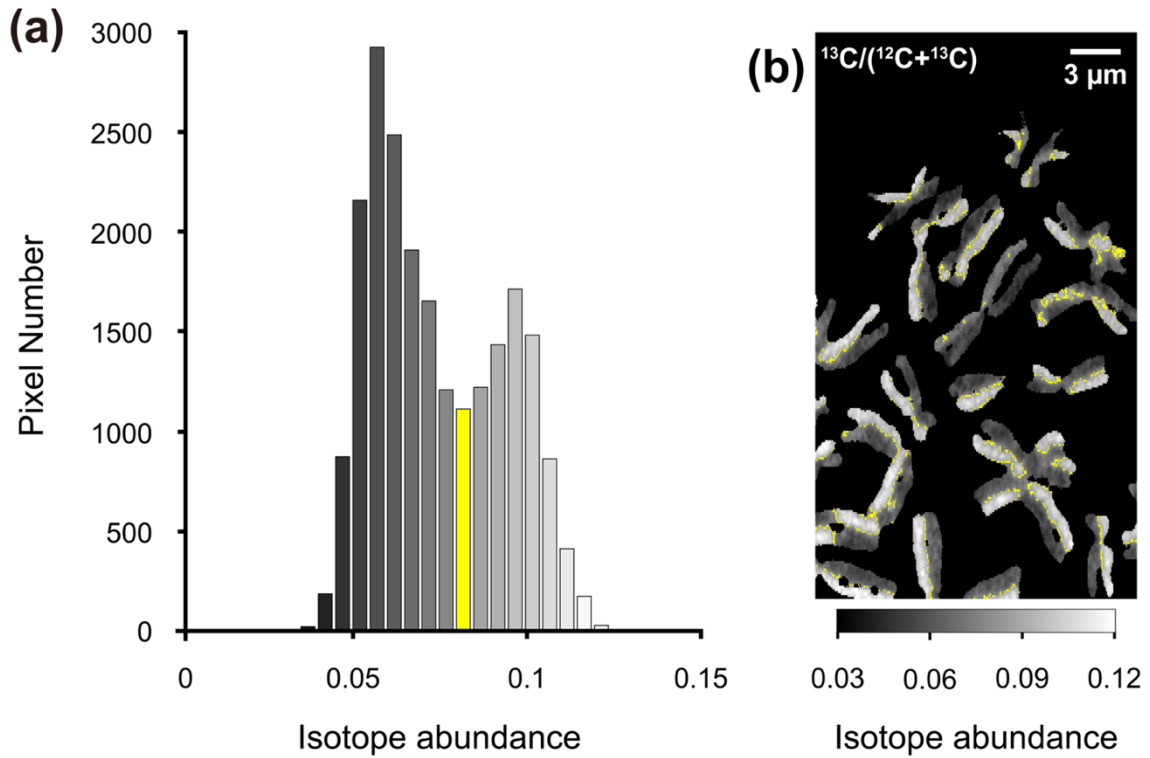 (a)
3000
2500
2000
1500
1000
500
0
Pixel Number
0 0.05 0.1 0.15
Isotope abundance
(b)
¹³C/(¹²C+¹³C)
3 µm
0.03 0.06 0.09 0.12
Isotope abundance